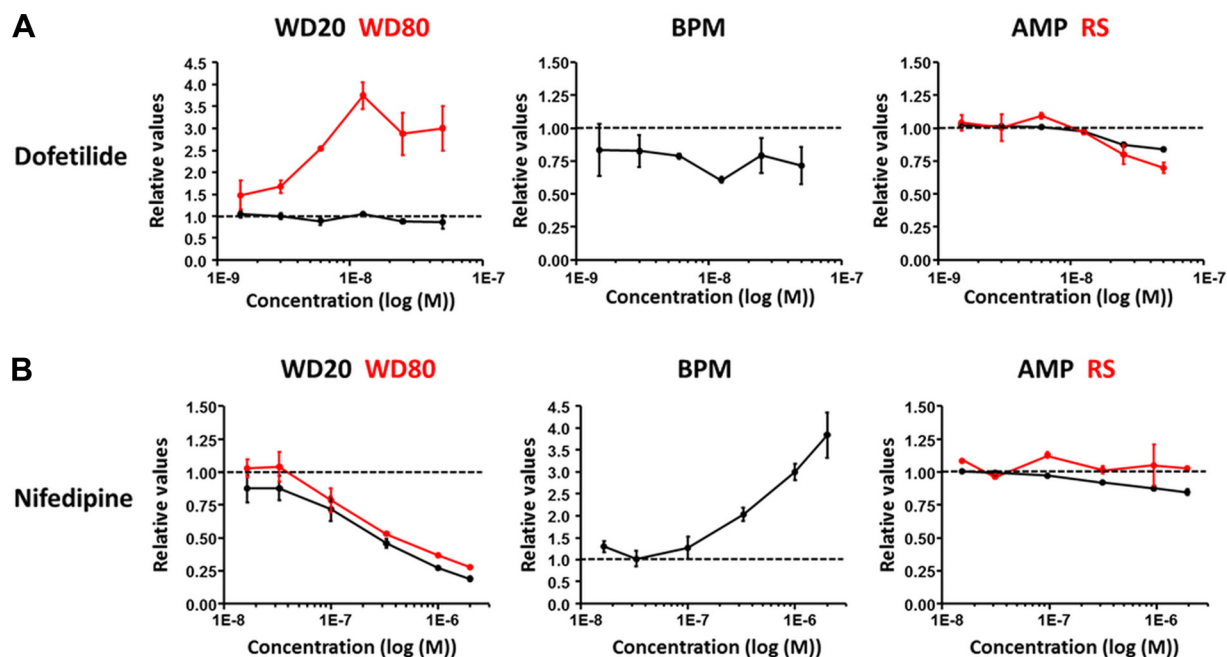 A
WD20 WD80
BPM
AMP RS
Dofetilide
Relative values
4.5
4.0
3.5
3.0
2.5
2.0
1.5
1.0
0.5
0.0
1E-9
1E-8
1E-7
Concentration (log (M))
Relative values
1.50
1.25
1.00
0.75
0.50
0.25
0.00
1E-9
1E-8
1E-7
Concentration (log (M))
Relative values
1.50
1.25
1.00
0.75
0.50
0.25
0.00
1E-9
1E-8
1E-7
Concentration (log (M))
B
WD20 WD80
BPM
AMP RS
Nifedipine
Relative values
1.50
1.25
1.00
0.75
0.50
0.25
0.00
1E-8
1E-7
1E-6
Concentration (log (M))
Relative values
4.5
4.0
3.5
3.0
2.5
2.0
1.5
1.0
0.5
0.0
1E-8
1E-7
1E-6
Concentration (log (M))
Relative values
1.50
1.25
1.00
0.75
0.50
0.25
0.00
1E-8
1E-7
1E-6
Concentration (log (M))